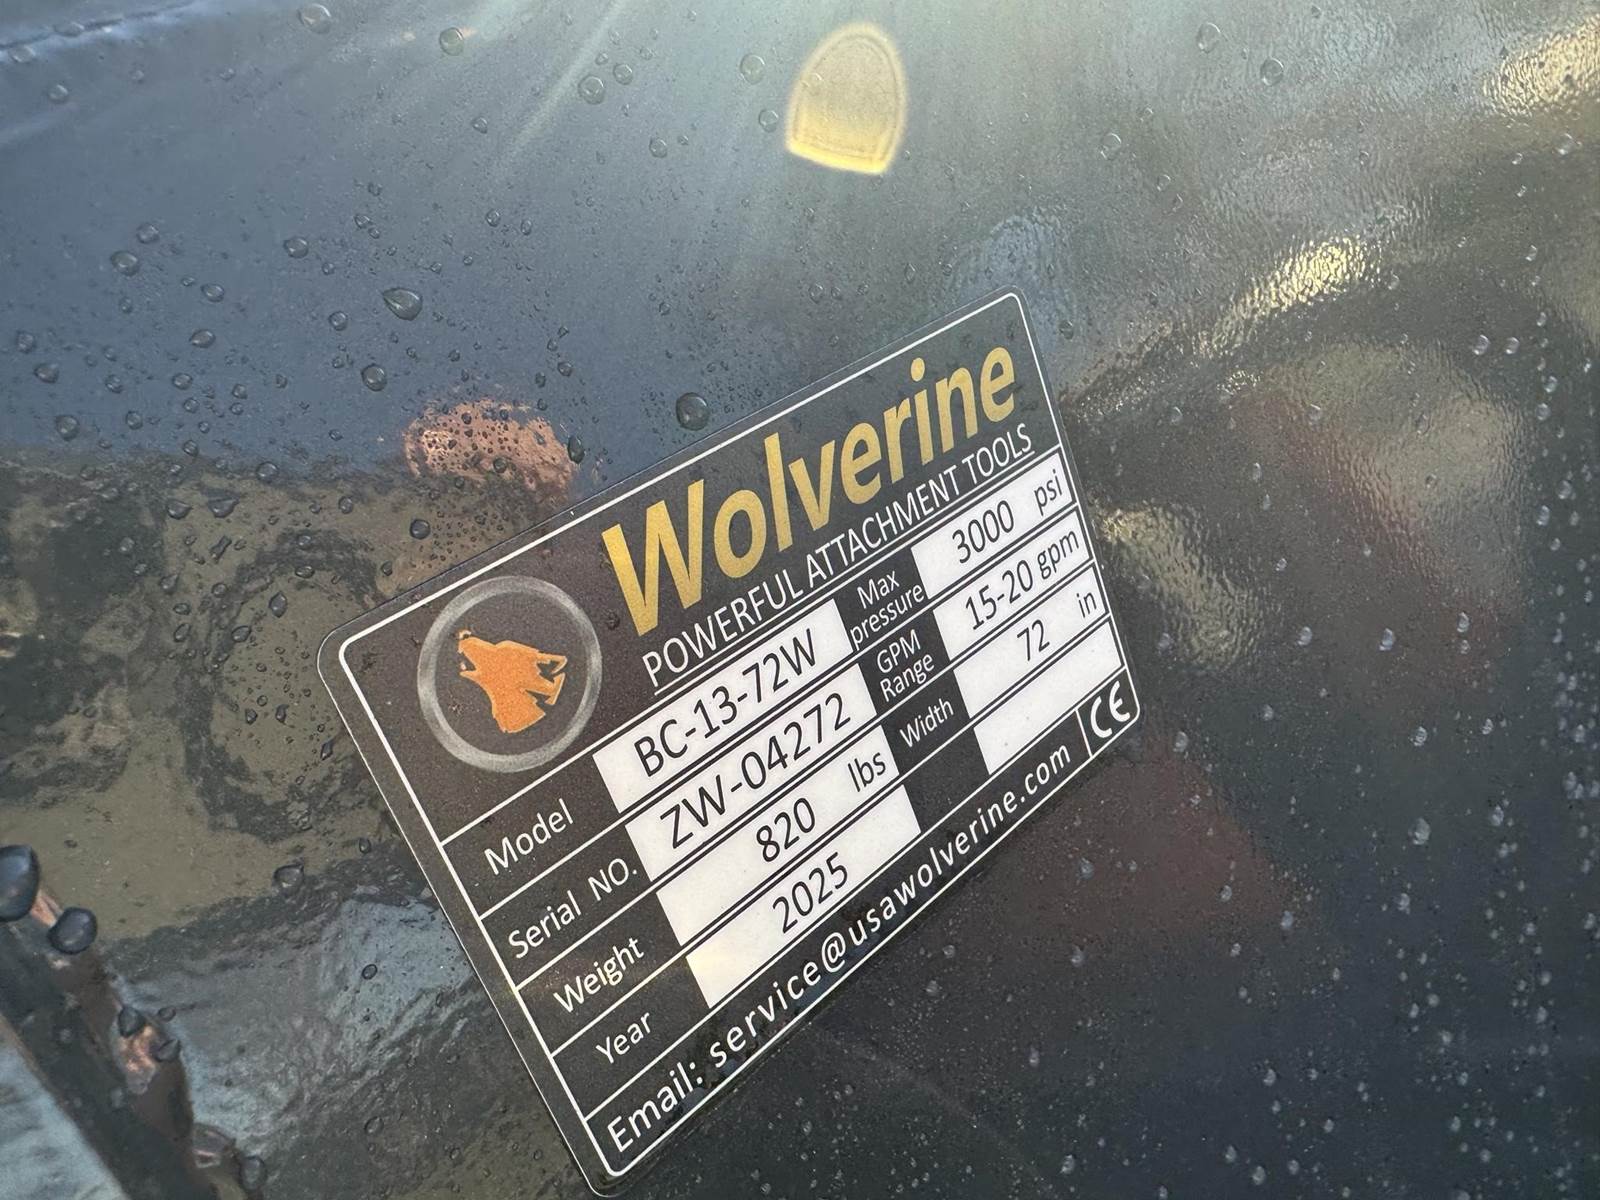 Wolverine
POWERFUL ATTACHMENT TOOLS
Model BC-13-72W Max pressure 3000 psi
Serial NO. ZW-04272 GPM Range 15-20 gpm
Weight 820 lbs Width 72 in
Year 2025
Email: service@usawolverine.com CE